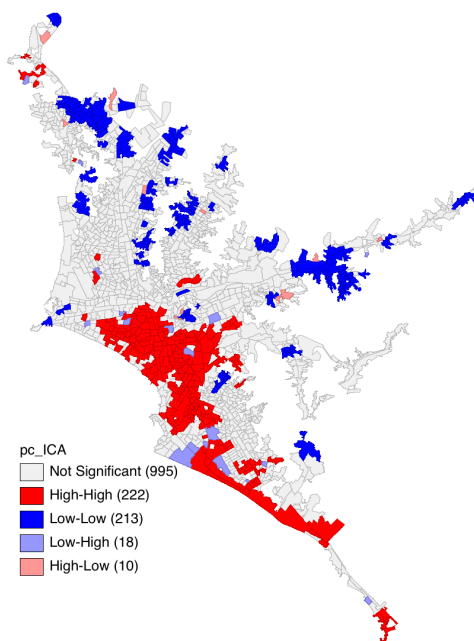 pc_ICA
Not Significant (995)
High-High (222)
Low-Low (213)
Low-High (18)
High-Low (10)